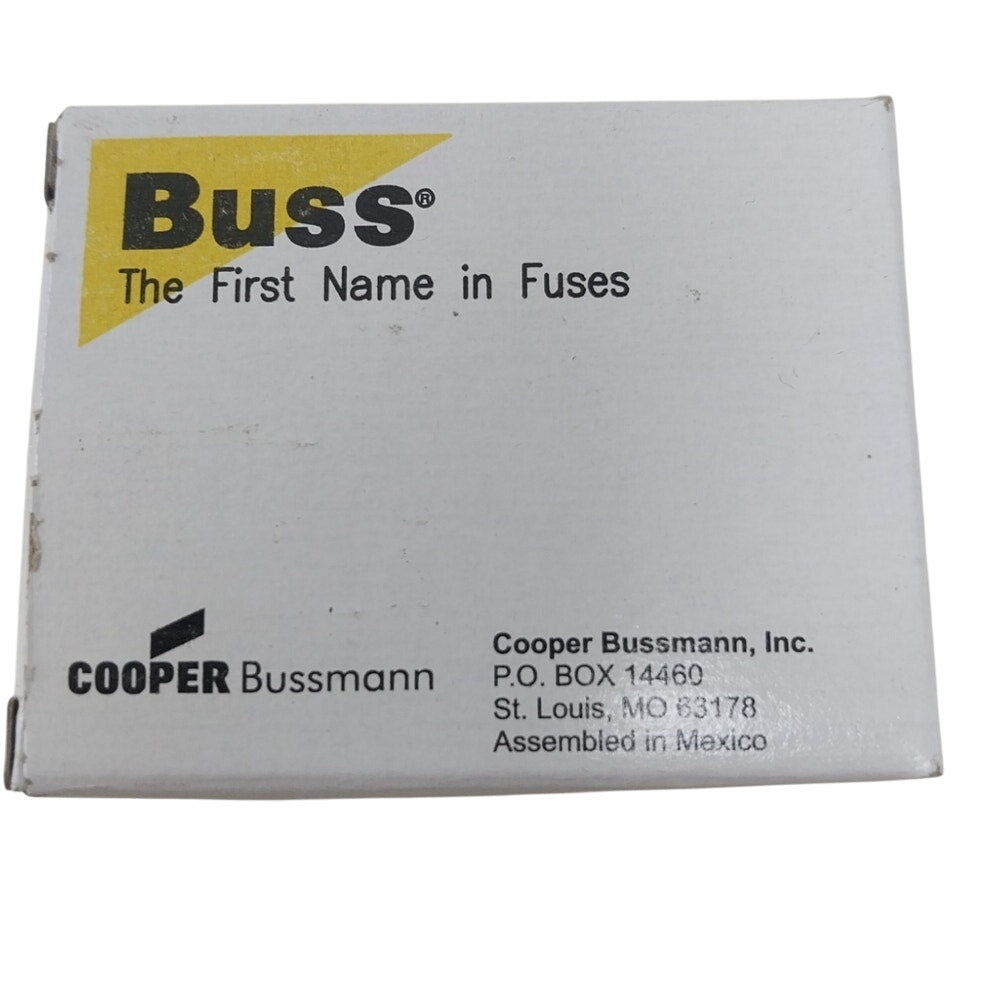 Buss®
The First Name in Fuses
COOPER Bussmann
Cooper Bussmann, Inc.
P.O. BOX 14460
St. Louis, MO 63178
Assembled in Mexico